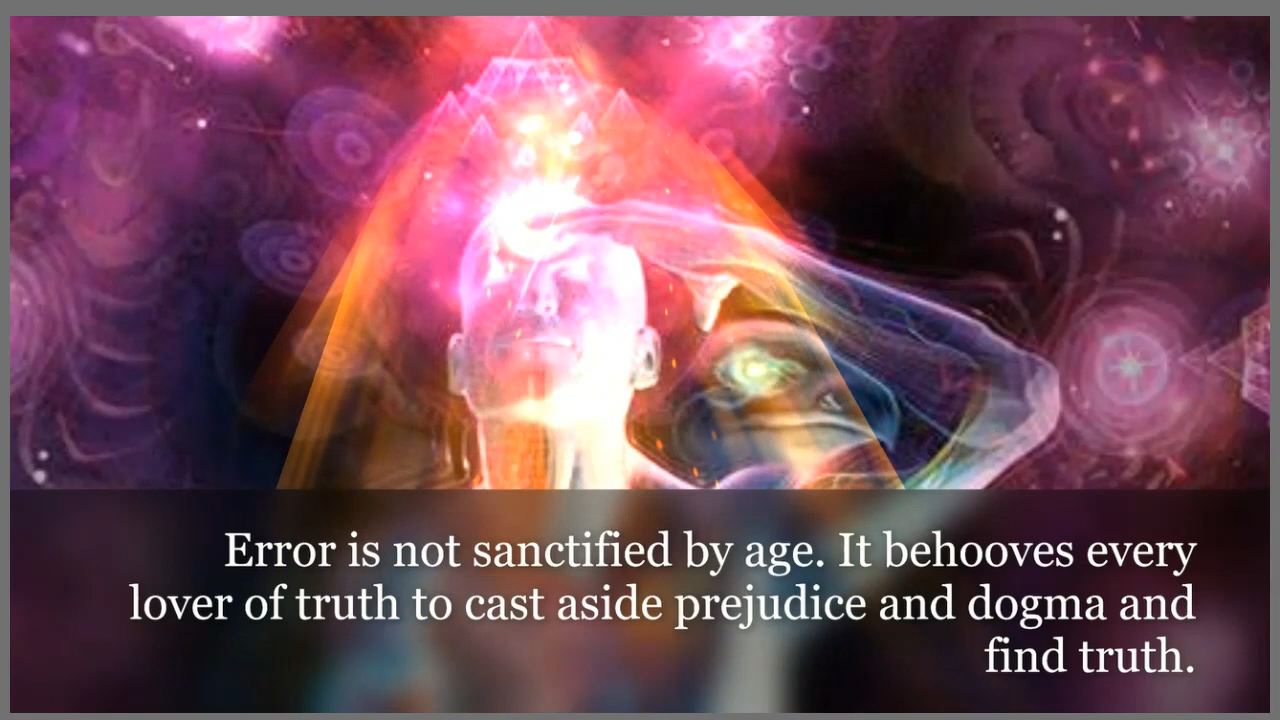 Error is not sanctified by age. It behooves every
lover of truth to cast aside prejudice and dogma and
find truth.